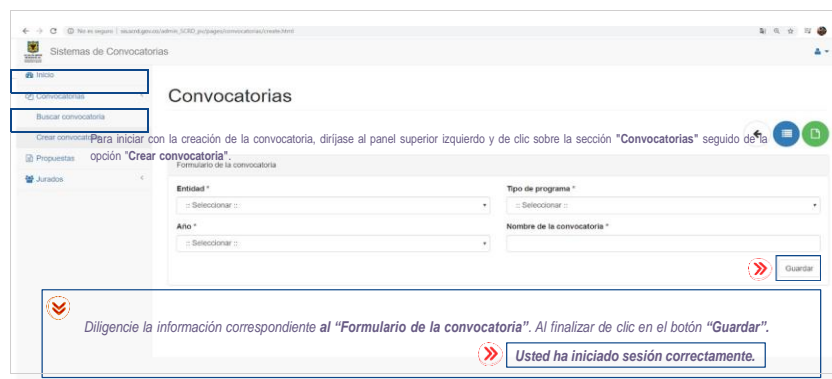 No es seguro
Sistemas de Convocatorias
Inicio
Convocatorias
Convocatorias
Buscar convocatoria
Crear convocatoria
Para iniciar con la creación de la convocatoria, diríjase al panel superior izquierdo y de clic sobre la sección "Convocatorias" seguido de la
opción "Crear convocatoria".
Propuestas
Formulario de la convocatoria
Jurados
Entidad *
Tipo de programa *
:: Seleccionar ::
:: Seleccionar ::
Año *
Nombre de la convocatoria *
:: Seleccionar ::
Guardar
Diligencie la información correspondiente al “Formulario de la convocatoria”. Al finalizar de clic en el botón “Guardar”.
Usted ha iniciado sesión correctamente.